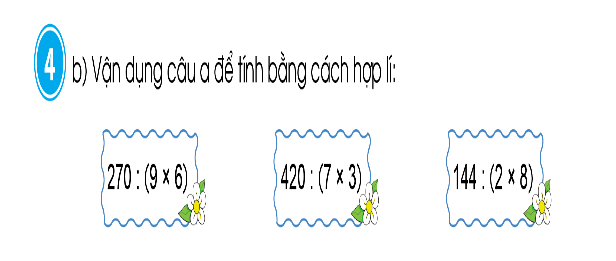 4 b) Vận dụng câu a để tính bằng cách hợp lí:
270 : (9 × 6) 420 : (7 × 3) 144 : (2 × 8)